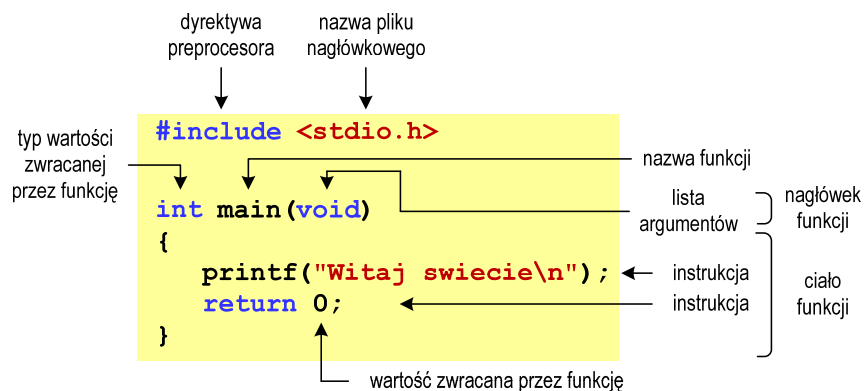 dyrektywa
preprocesora
nazwa pliku
nagłówkowego
#include <stdio.h>
typ wartości
zwracanej
przez funkcję
nazwa funkcji
int main(void)
lista
argumentów
nagłówek
funkcji
{
printf("Witaj swiecie\n");
instrukcja
return 0;
instrukcja
ciało
funkcji
}
wartość zwracana przez funkcję